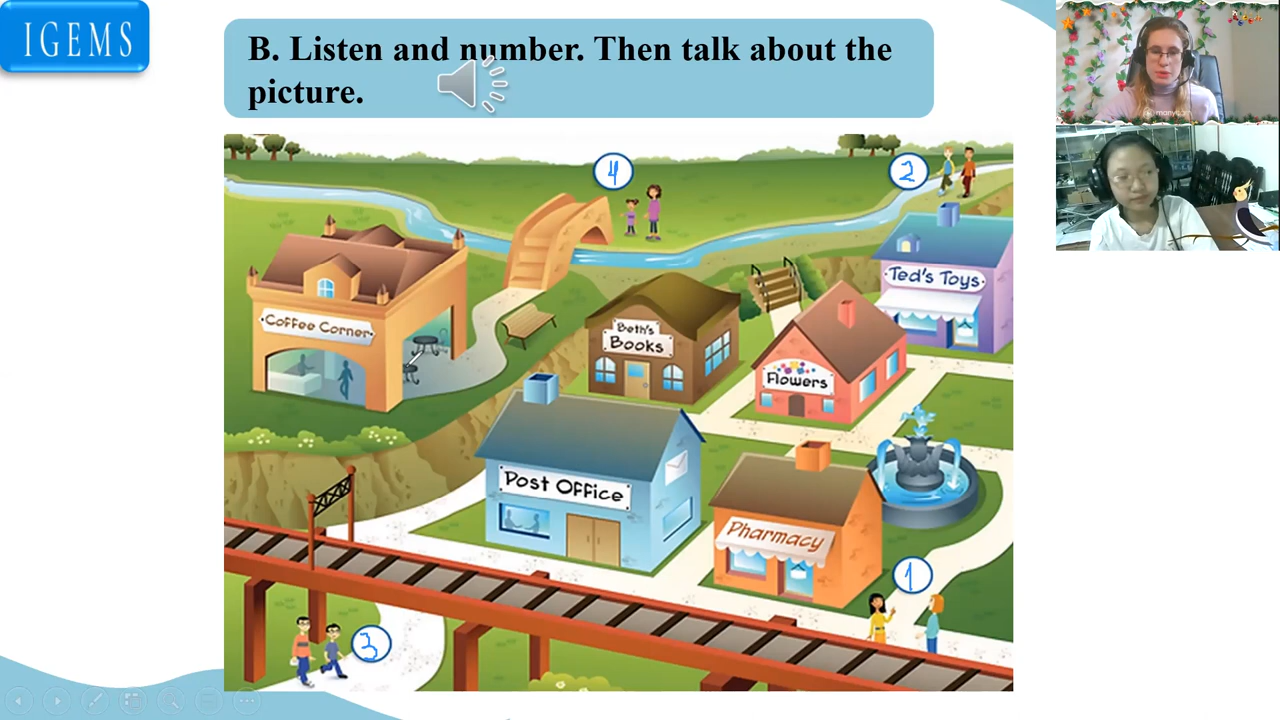 IGEMS
B. Listen and number. Then talk about the
picture.
4
2
Coffee Corner
Beth's
Books
Ted's Toys
Flowers
Post Office
Pharmacy
1
3
manycam